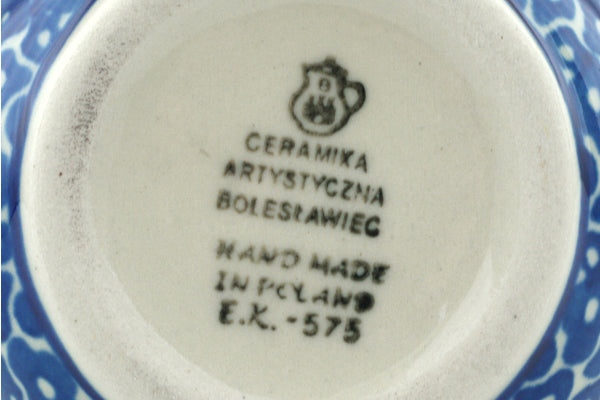 CERAMIKA
ARTYSTYCZNA
BOLESŁAWIEC
HAND MADE
IN POLAND
E.K. -575